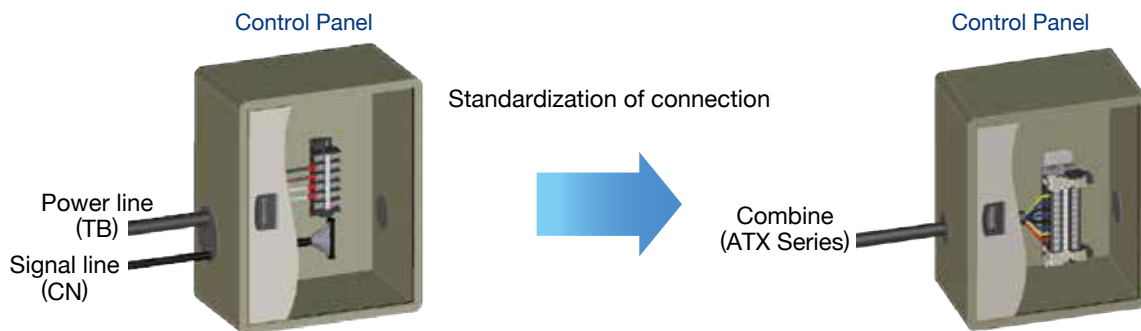 Control Panel
Control Panel
Standardization of connection
Power line
(TB)
Signal line
(CN)
Combine
(ATX Series)